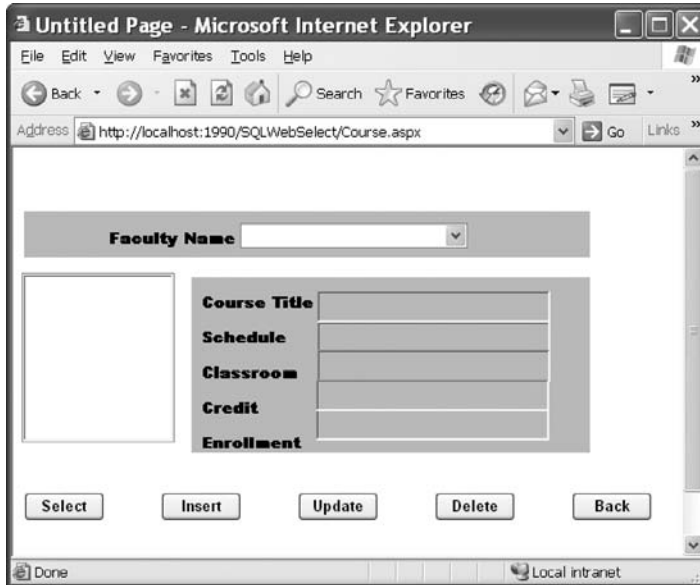 Untitled Page - Microsoft Internet Explorer
File Edit View Favorites Tools Help
Back Search Favorites »
Address http://localhost:1990/SQLWebSelect/Course.aspx Go Links »
Faculty Name
Course Title
Schedule
Classroom
Credit
Enrollment
Select Insert Update Delete Back
Done Local intranet